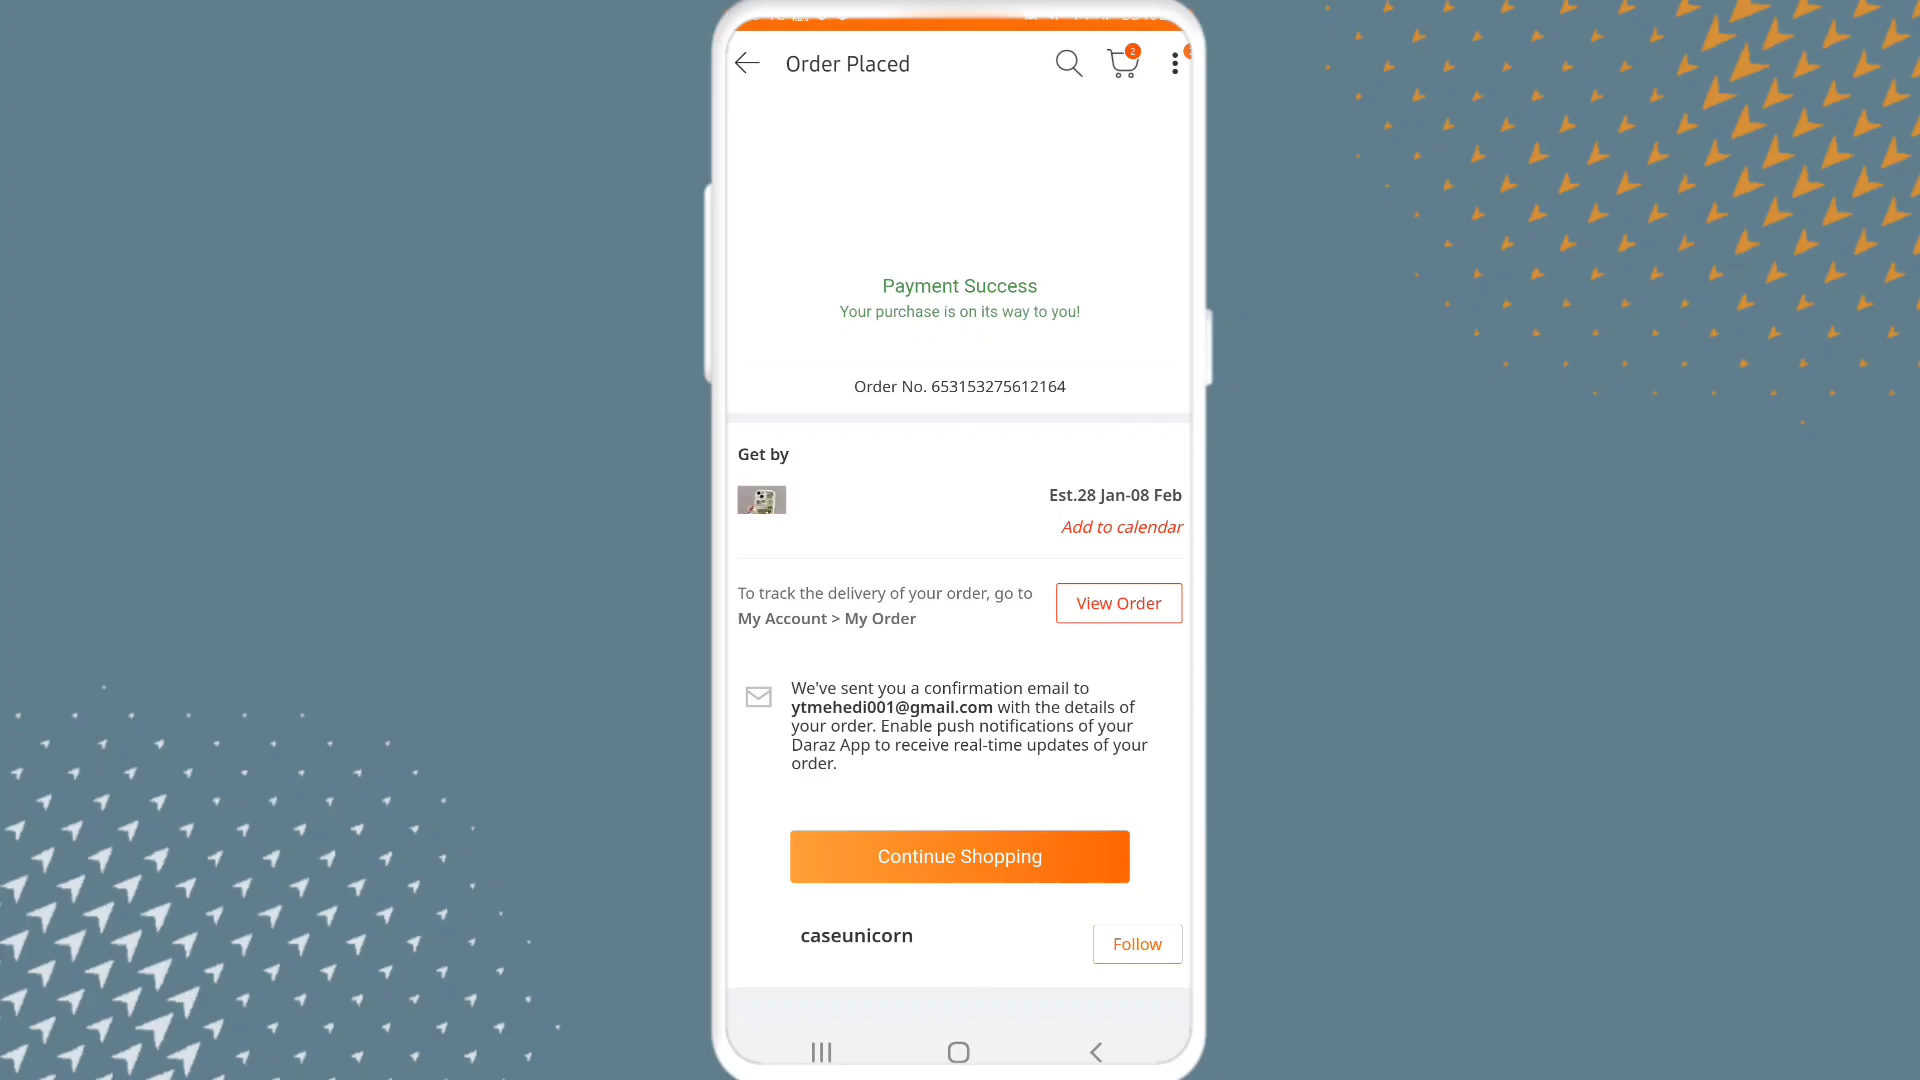 Order Placed
2
Payment Success
Your purchase is on its way to you!
Order No. 653153275612164
Get by
Est.28 Jan-08 Feb
Add to calendar
To track the delivery of your order, go to
My Account > My Order
View Order
We've sent you a confirmation email to
ytmehedi001@gmail.com with the details of
your order. Enable push notifications of your
Daraz App to receive real-time updates of your
order.
Continue Shopping
caseunicorn
Follow